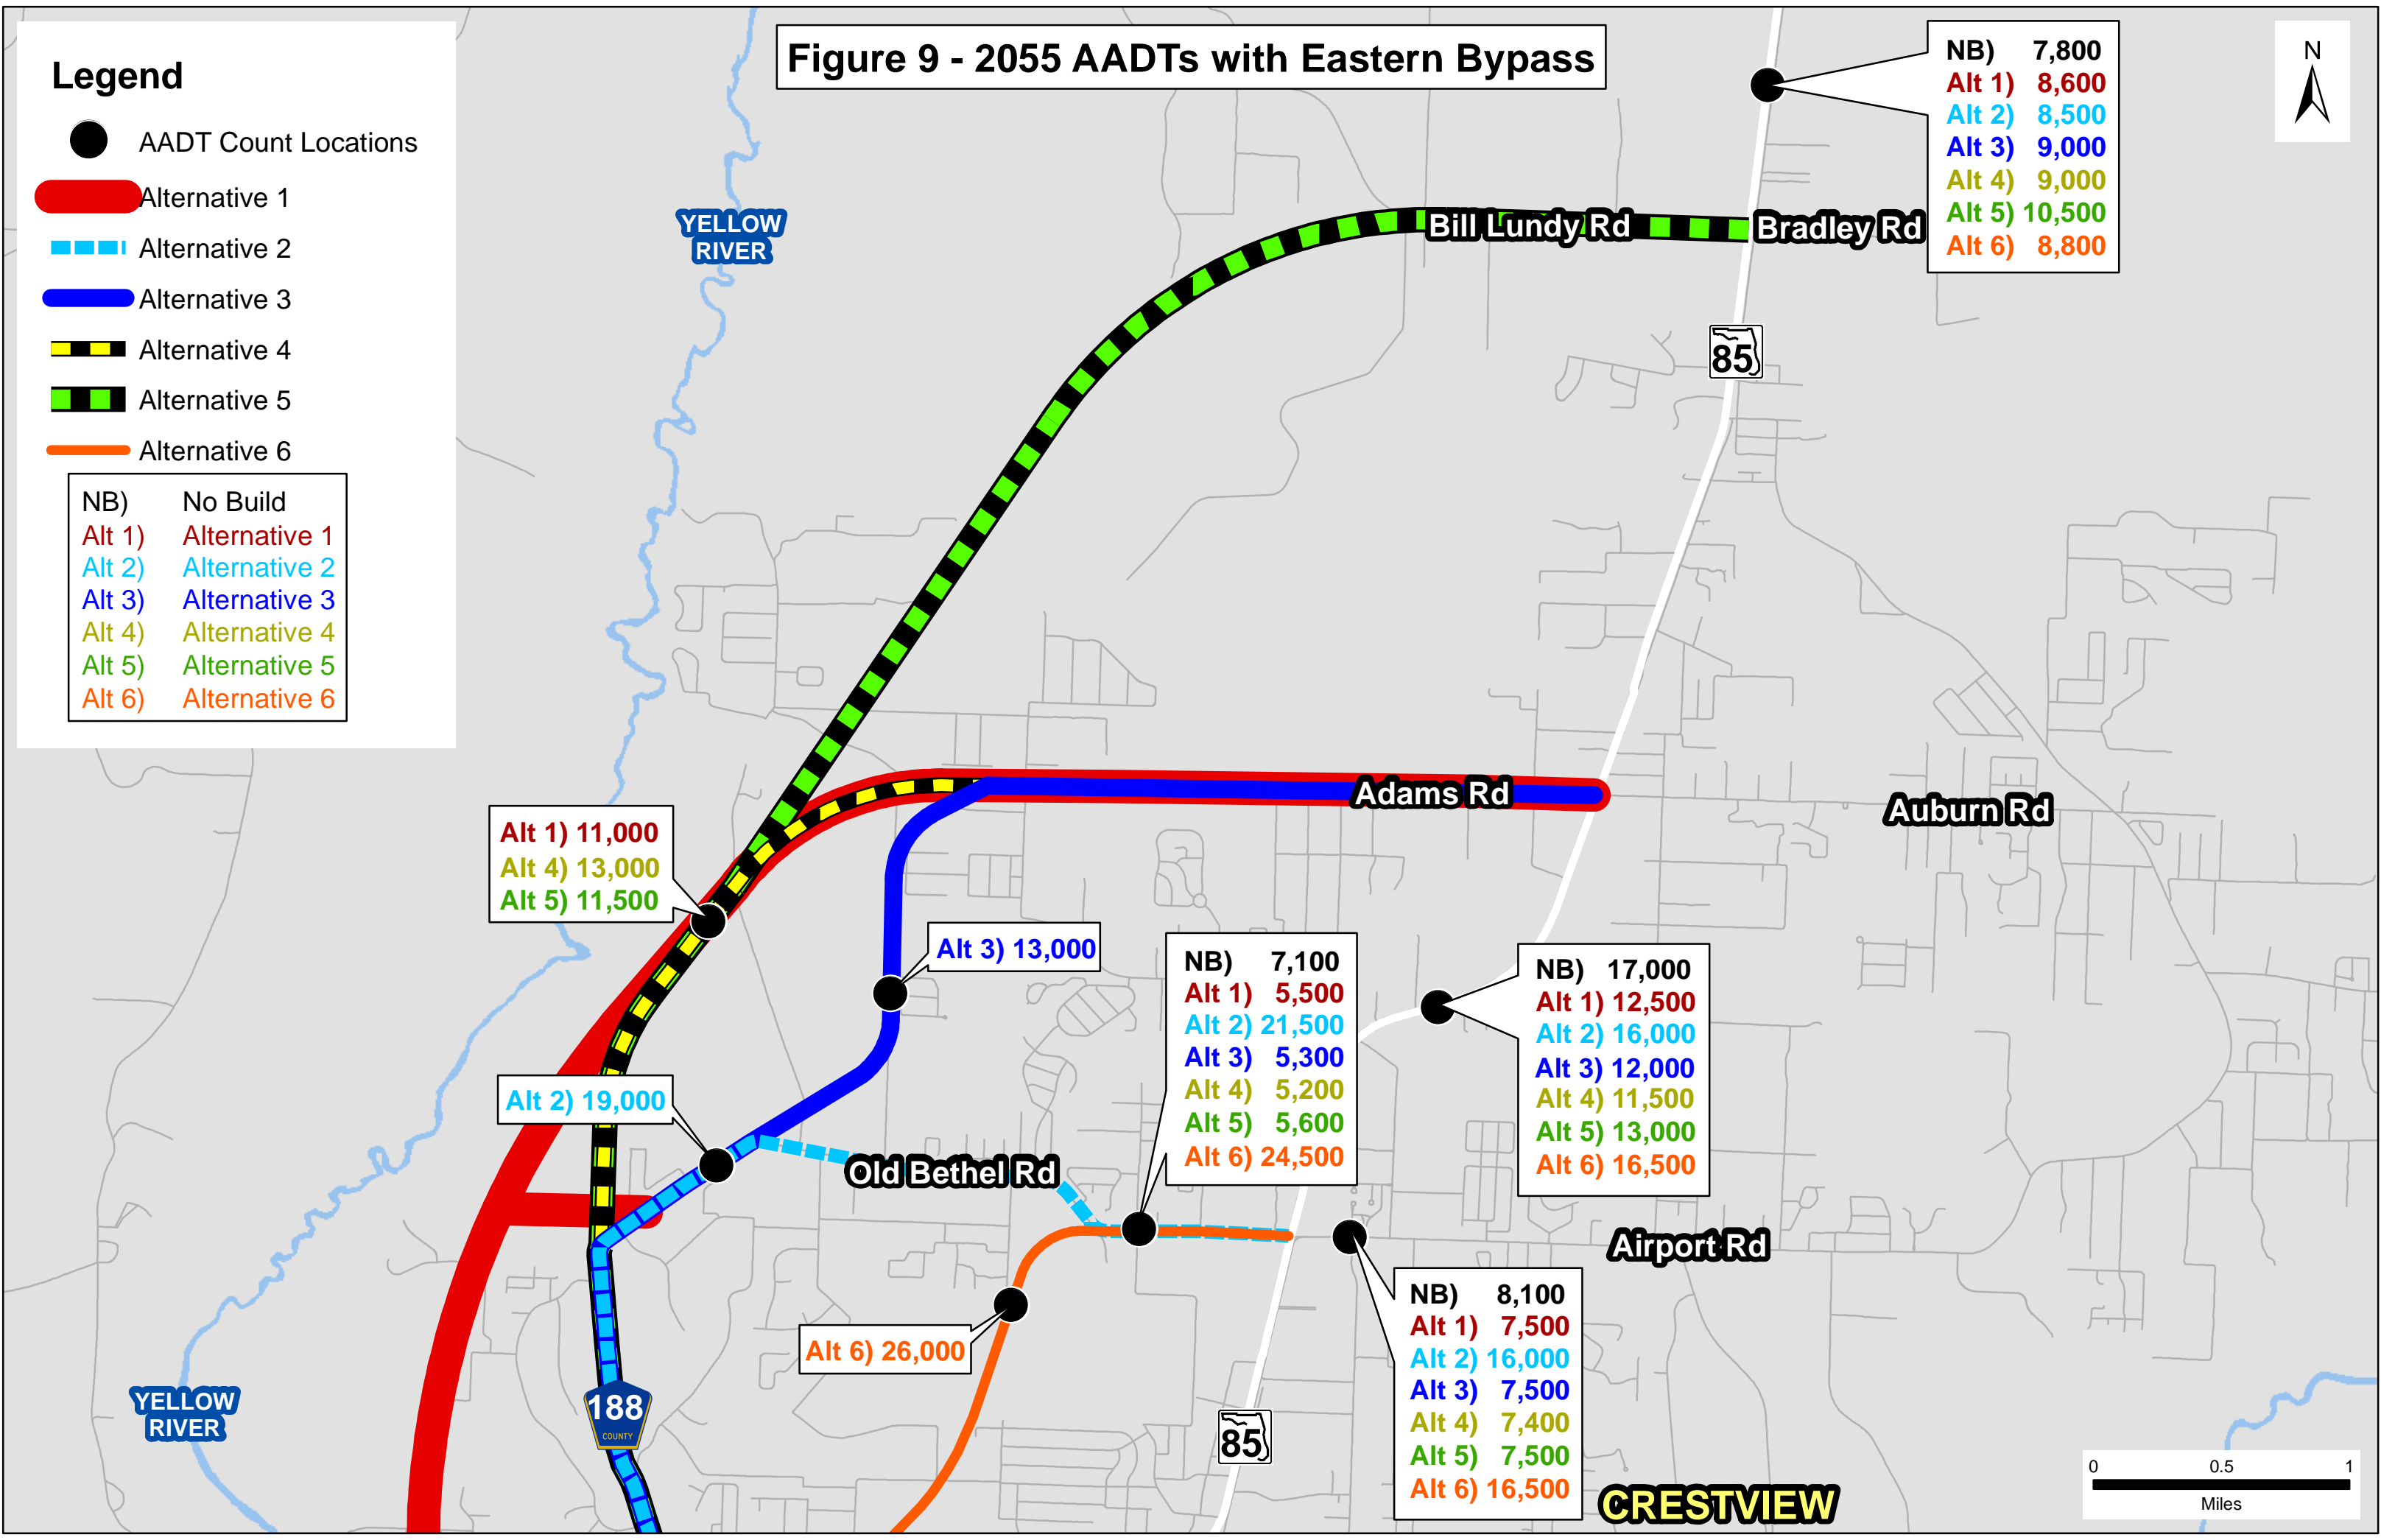 Figure 9 - 2055 AADTs with Eastern Bypass
Legend
AADT Count Locations
Alternative 1
Alternative 2
Alternative 3
Alternative 4
Alternative 5
Alternative 6
NB) No Build
Alt 1) Alternative 1
Alt 2) Alternative 2
Alt 3) Alternative 3
Alt 4) Alternative 4
Alt 5) Alternative 5
Alt 6) Alternative 6
N
NB) 7,800
Alt 1) 8,600
Alt 2) 8,500
Alt 3) 9,000
Alt 4) 9,000
Alt 5) 10,500
Alt 6) 8,800
YELLOW
RIVER
Bill Lundy Rd
Bradley Rd
85
Adams Rd
Auburn Rd
Alt 1) 11,000
Alt 4) 13,000
Alt 5) 11,500
Alt 3) 13,000
NB) 7,100
Alt 1) 5,500
Alt 2) 21,500
Alt 3) 5,300
Alt 4) 5,200
Alt 5) 5,600
Alt 6) 24,500
NB) 17,000
Alt 1) 12,500
Alt 2) 16,000
Alt 3) 12,000
Alt 4) 11,500
Alt 5) 13,000
Alt 6) 16,500
Alt 2) 19,000
Old Bethel Rd
Airport Rd
Alt 6) 26,000
NB) 8,100
Alt 1) 7,500
Alt 2) 16,000
Alt 3) 7,500
Alt 4) 7,400
Alt 5) 7,500
Alt 6) 16,500
YELLOW
RIVER
188
COUNTY
85
CRESTVIEW
0 0.5 1
Miles